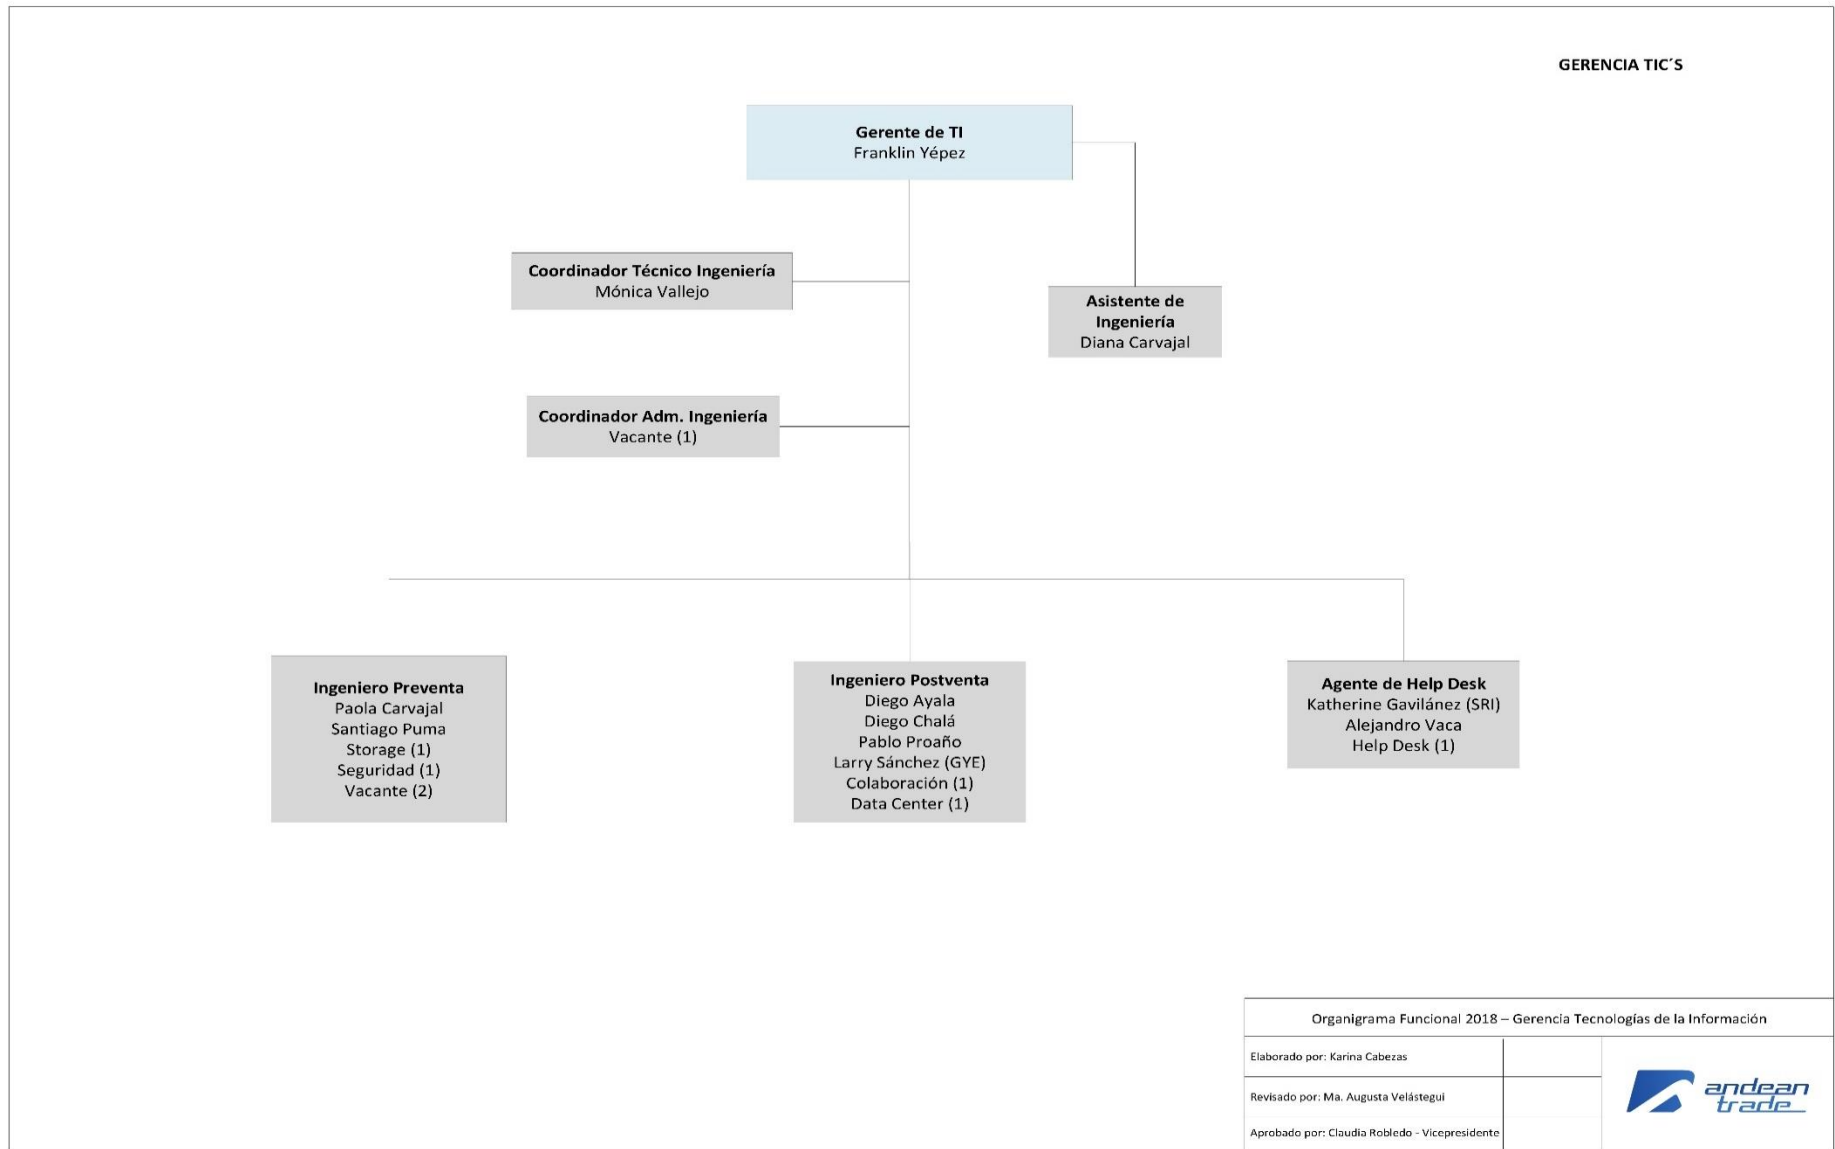 GERENCIA TIC´S
Gerente de TI
Franklin Yépez
Coordinador Técnico Ingeniería
Mónica Vallejo
Asistente de
Ingeniería
Diana Carvajal
Coordinador Adm. Ingeniería
Vacante (1)
Ingeniero Preventa
Paola Carvajal
Santiago Puma
Storage (1)
Seguridad (1)
Vacante (2)
Ingeniero Postventa
Diego Ayala
Diego Chalá
Pablo Proaño
Larry Sánchez (GYE)
Colaboración (1)
Data Center (1)
Agente de Help Desk
Katherine Gavilánez (SRI)
Alejandro Vaca
Help Desk (1)
Organigrama Funcional 2018 – Gerencia Tecnologías de la Información
Elaborado por: Karina Cabezas
Revisado por: Ma. Augusta Velástegui
Aprobado por: Claudia Robledo - Vicepresidente
andean
trade